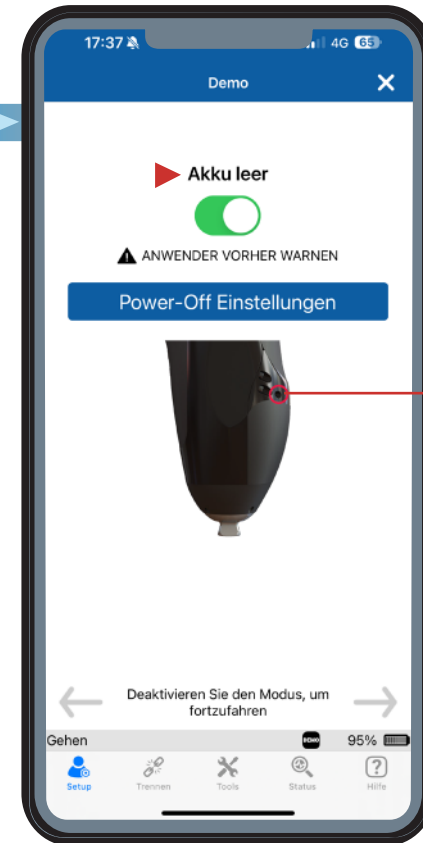 17:37
4G 65
Demo
Akku leer
ANWENDER VORHER WARNEN
Power-Off Einstellungen
Deaktivieren Sie den Modus, um
fortzufahren
Gehen DEMO 95%
Setup Trennen Tools Status Hilfe